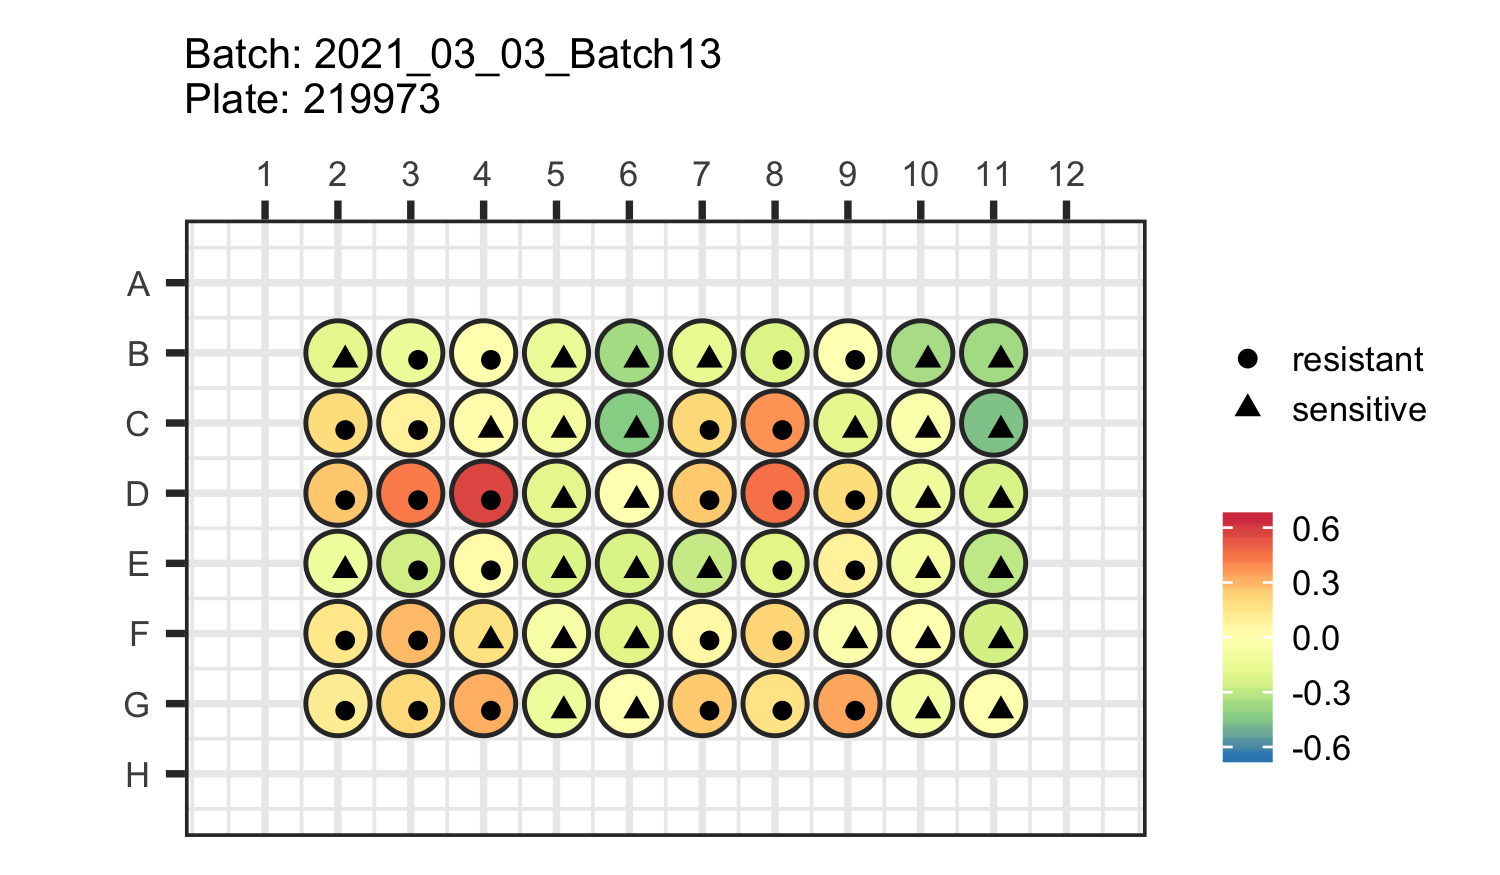 Batch: 2021_03_03_Batch13
Plate: 219973
1 2 3 4 5 6 7 8 9 10 11 12
A
B
C
D
E
F
G
H
resistant
sensitive
0.6
0.3
0.0
-0.3
-0.6